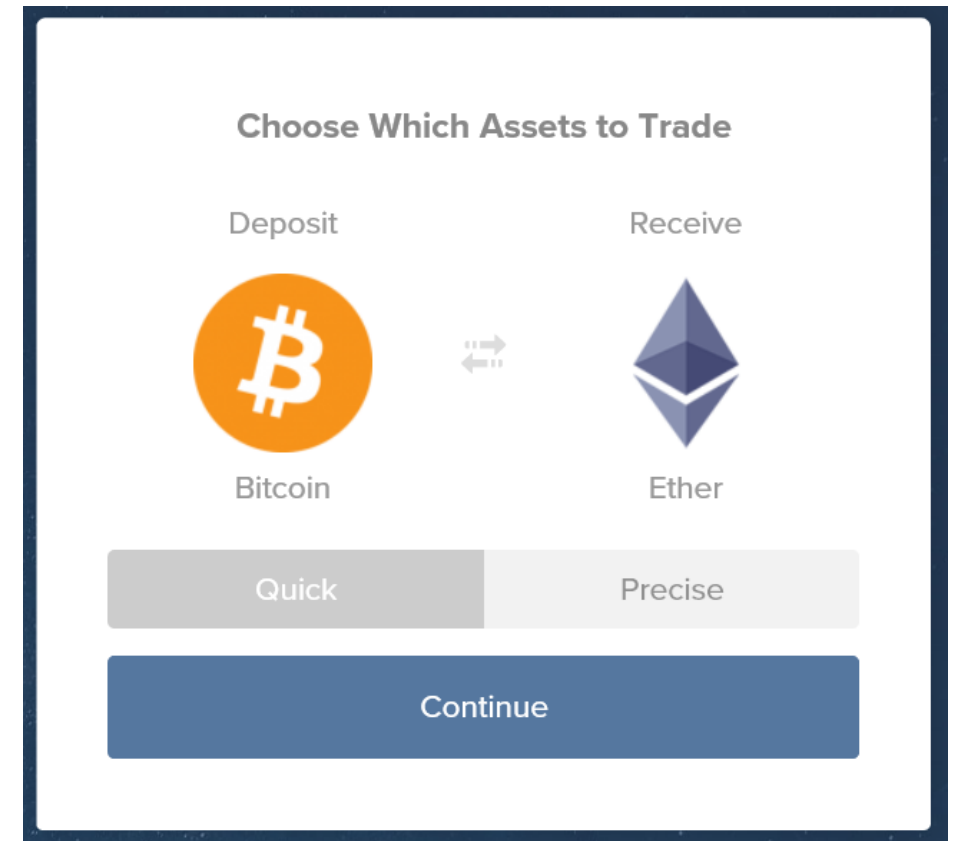 Choose Which Assets to Trade
Deposit
Receive
Bitcoin
Ether
Quick
Precise
Continue